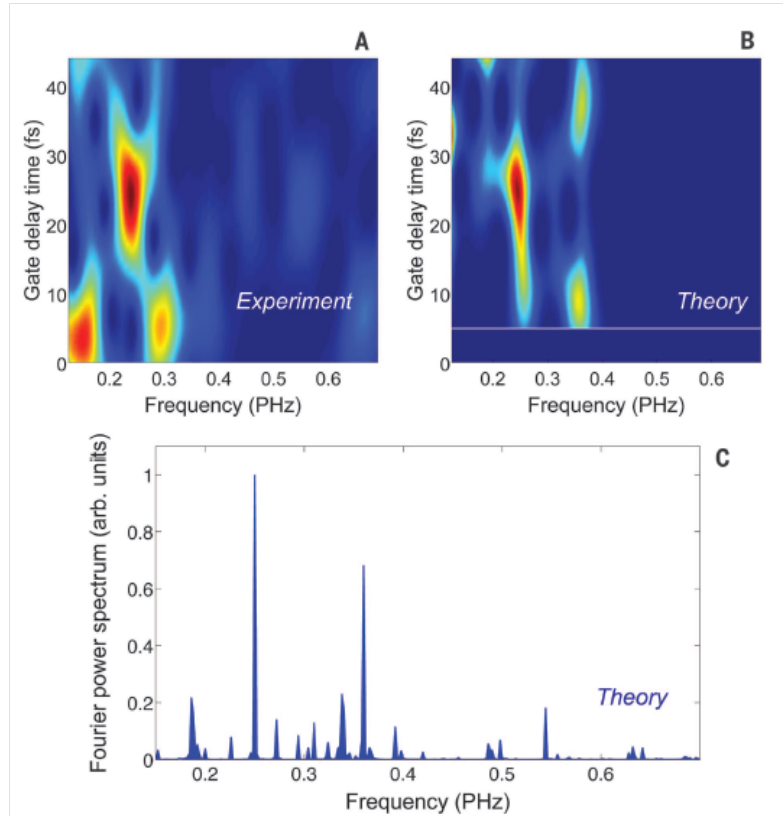 A
B
Gate delay time (fs)
40
30
20
10
0
Experiment
0.2 0.3 0.4 0.5 0.6
Frequency (PHz)
Gate delay time (fs)
40
30
20
10
0
Theory
0.2 0.3 0.4 0.5 0.6
Frequency (PHz)
C
Fourier power spectrum (arb. units)
1
0.8
0.6
0.4
0.2
0
Theory
0.2 0.3 0.4 0.5 0.6
Frequency (PHz)